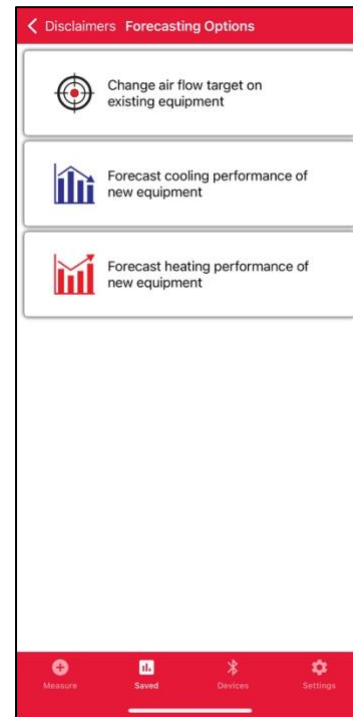 Disclaimers Forecasting Options
Change air flow target on
existing equipment
Forecast cooling performance of
new equipment
Forecast heating performance of
new equipment
Measure Saved Devices Settings